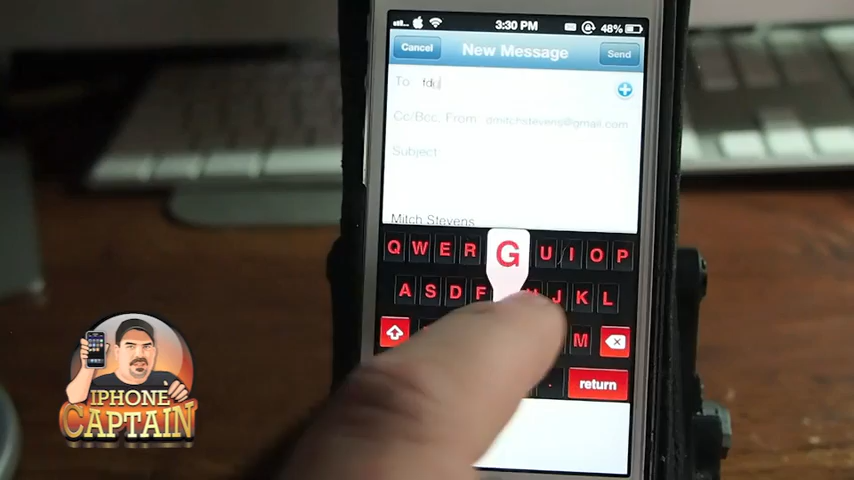 3:30 PM 48%
Cancel New Message Send
To fdg
Cc/Bcc, From: dmitchstevens@gmail.com
Subject:
Mitch Stevens
Q W E R G U I O P
A S D F J K L
M
. return
IPHONE
CAPTAIN